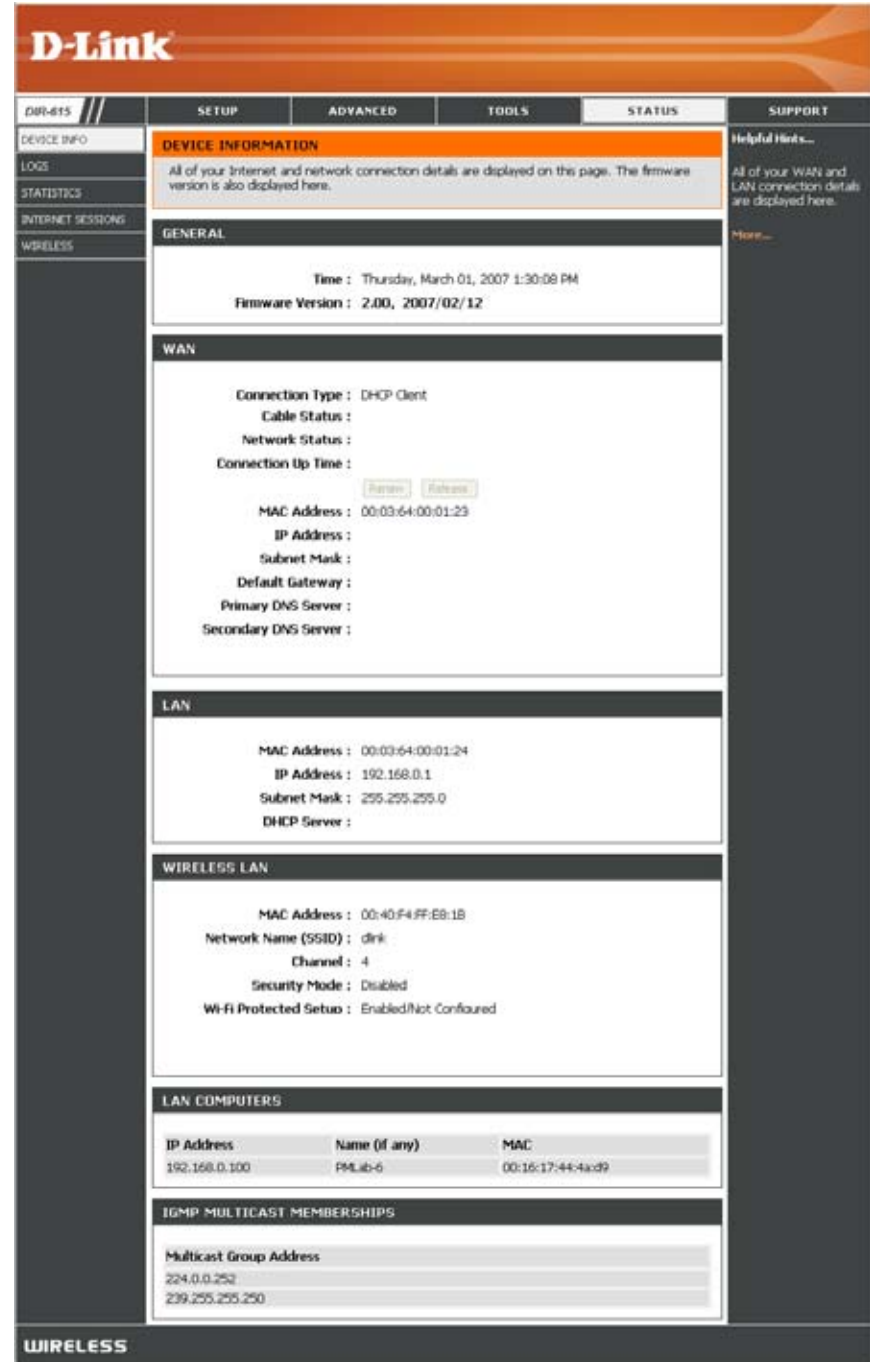 D-Link
DIR-615
SETUP
ADVANCED
TOOLS
STATUS
SUPPORT
DEVICE INFO
LOGS
STATISTICS
INTERNET SESSIONS
WIRELESS
DEVICE INFORMATION
All of your Internet and network connection details are displayed on this page. The firmware
version is also displayed here.
GENERAL
Time : Thursday, March 01, 2007 1:30:08 PM
Firmware Version : 2.00, 2007/02/12
WAN
Connection Type : DHCP Client
Cable Status :
Network Status :
Connection Up Time :
Renew Release
MAC Address : 00:03:64:00:01:23
IP Address :
Subnet Mask :
Default Gateway :
Primary DNS Server :
Secondary DNS Server :
LAN
MAC Address : 00:03:64:00:01:24
IP Address : 192.168.0.1
Subnet Mask : 255.255.255.0
DHCP Server :
WIRELESS LAN
MAC Address : 00:40:F4:FF:E8:1B
Network Name (SSID) : dlink
Channel : 4
Security Mode : Disabled
Wi-Fi Protected Setup : Enabled/Not Configured
LAN COMPUTERS
IP Address Name (if any) MAC
192.168.0.100 PMLab-6 00:16:17:44:4a:d9
IGMP MULTICAST MEMBERSHIPS
Multicast Group Address
224.0.0.252
239.255.255.250
Helpful Hints...
All of your WAN and
LAN connection details
are displayed here.
More...
WIRELESS